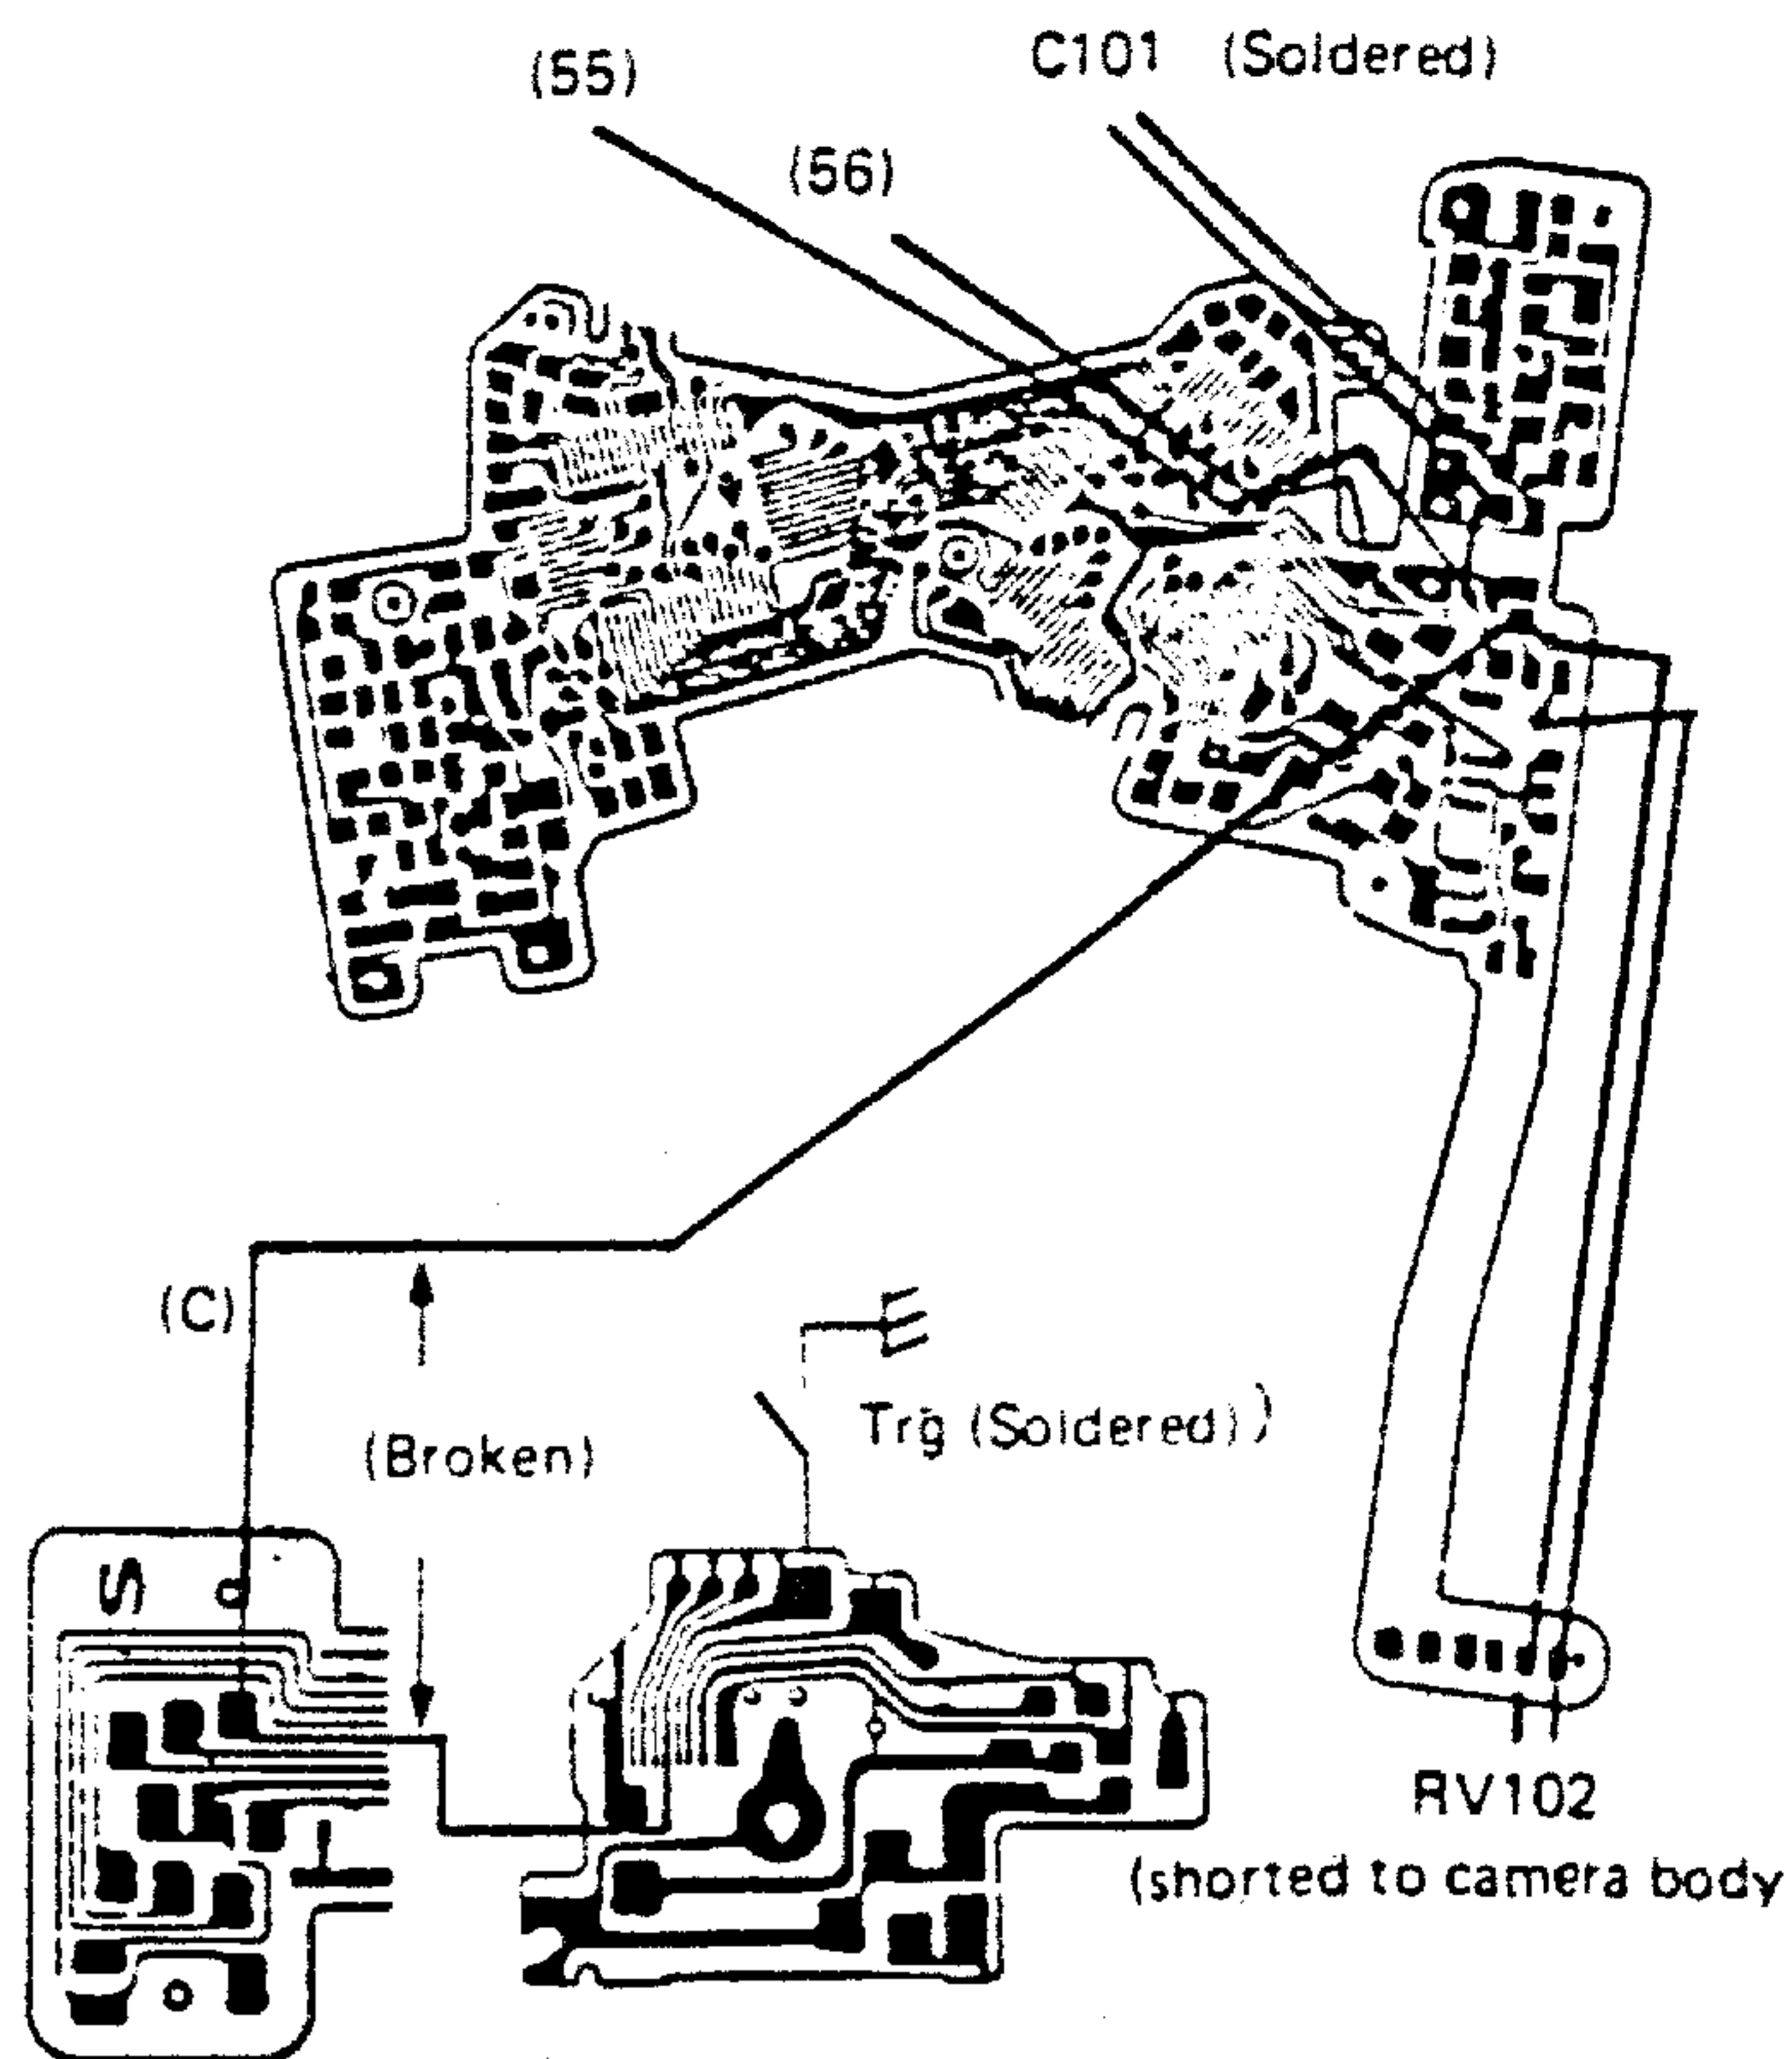 (55)
C101 (Soldered)
(56)
(C)
(Broken)
Trg (Soldered))
S
RV102
(shorted to camera body